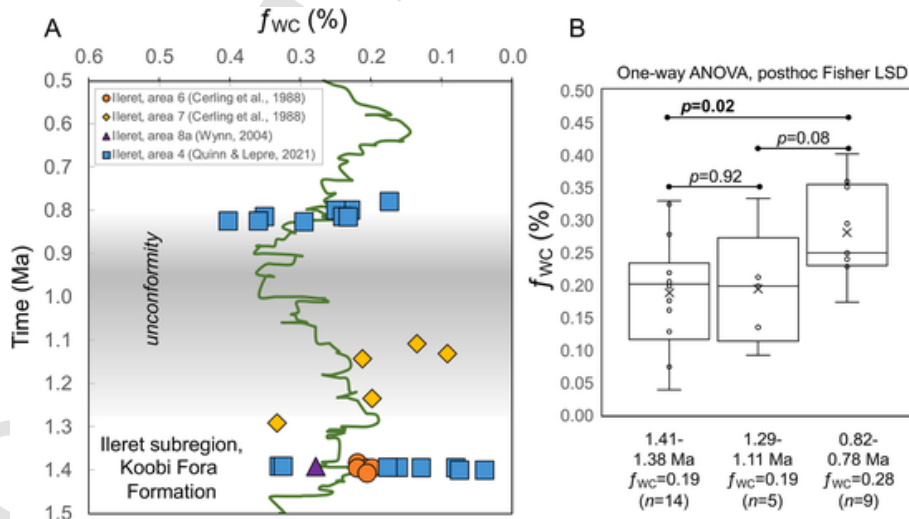 A
fWC (%)
0.6 0.5 0.4 0.3 0.2 0.1 0.0
0.5
0.6
0.7
0.8
0.9
1.0
1.1
1.2
1.3
1.4
1.5
Time (Ma)
Ileret, area 6 (Cerling et al., 1988)
Ileret, area 7 (Cerling et al., 1988)
Ileret, area 8a (Wynn, 2004)
Ileret, area 4 (Quinn & Lepre, 2021)
unconformity
Ileret subregion,
Koobi Fora
Formation
B
One-way ANOVA, posthoc Fisher LSD
fWC (%)
0.50
0.45
0.40
0.35
0.30
0.25
0.20
0.15
0.10
0.05
0.00
p=0.02
p=0.08
p=0.92
1.41-
1.38 Ma
fWC=0.19
(n=14)
1.29-
1.11 Ma
fWC=0.19
(n=5)
0.82-
0.78 Ma
fWC=0.28
(n=9)